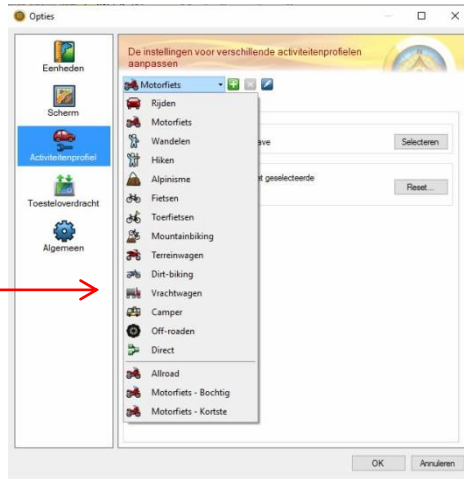 Opties
Eenheden
Scherm
Activiteitenprofiel
Toesteloverdracht
Algemeen
De instellingen voor verschillende activiteitenprofielen
aanpassen
Motorfiets
Rijden
Motorfiets
Wandelen
Hiken
Alpinisme
Fietsen
Toerfietsen
Mountainbiking
Terreinwagen
Dirt-biking
Vrachtwagen
Camper
Off-roaden
Direct
Allroad
Motorfiets - Bochtig
Motorfiets - Kortste
ave
Selecteren
et geselecteerde
Reset...
OK Annuleren